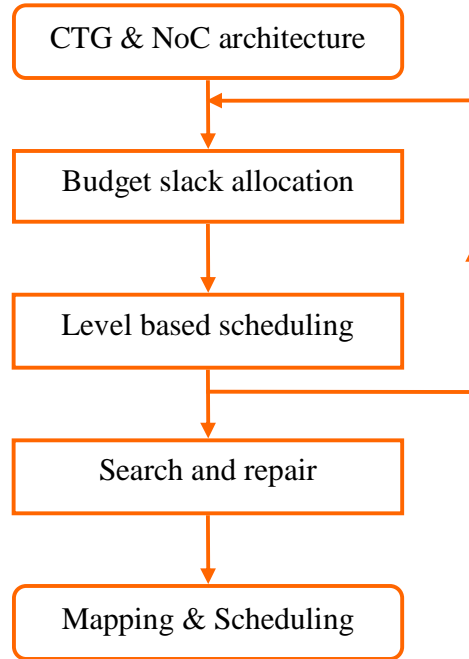 CTG & NoC architecture
Budget slack allocation
Level based scheduling
Search and repair
Mapping & Scheduling